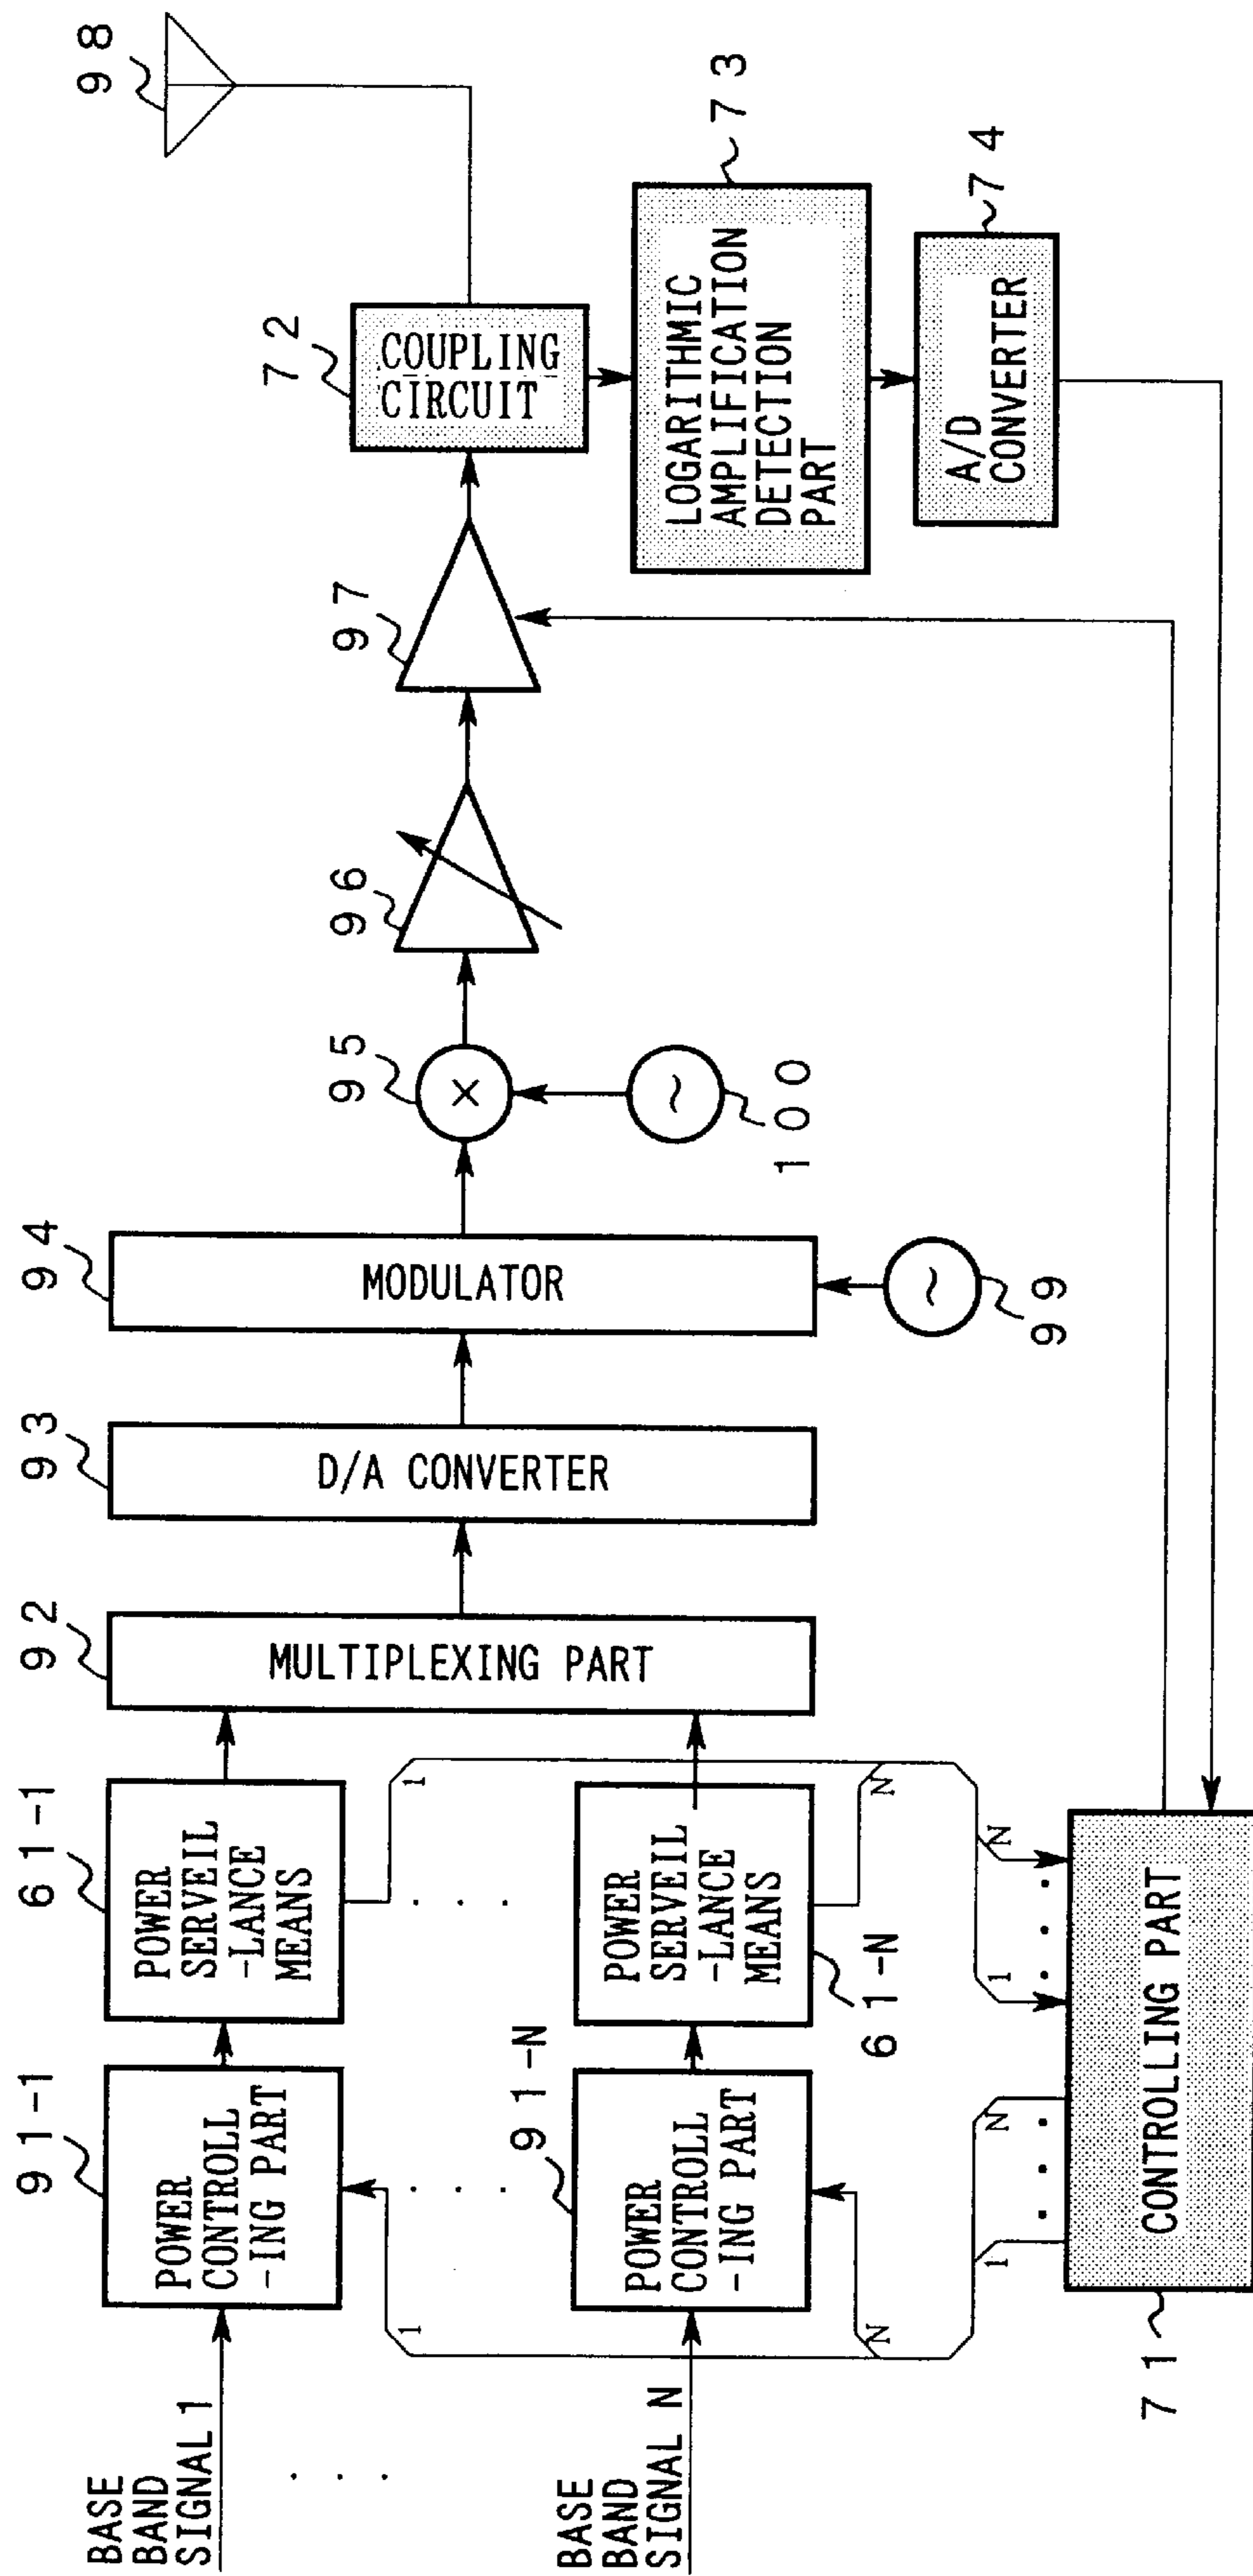 BASE
BAND
SIGNAL 1
. . .
BASE
BAND
SIGNAL N
91-1
POWER
CONTROLL
-ING PART
1
. . .
91-N
POWER
CONTROLL
-ING PART
N
61-1
POWER
SERVEIL
-LANCE
MEANS
1
. . .
POWER
SERVEIL
-LANCE
MEANS
61-N
N
1
. . .
N
1
. . .
N
71
CONTROLLING PART
92
MULTIPLEXING PART
93
D/A CONVERTER
94
MODULATOR
~
99
95
×
~
100
96
97
72
COUPLING
CIRCUIT
98
LOGARITHMIC
AMPLIFICATION
DETECTION
PART
73
A/D
CONVERTER
74